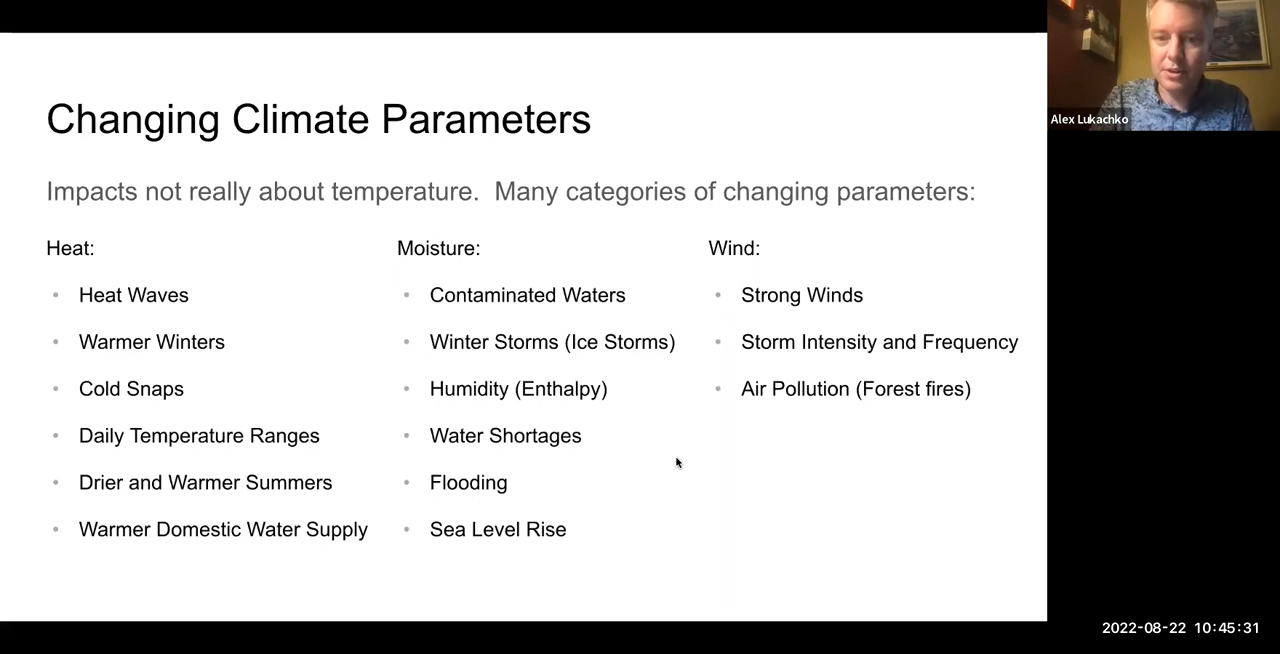 Changing Climate Parameters
Impacts not really about temperature.  Many categories of changing parameters:
Heat:
• Heat Waves
• Warmer Winters
• Cold Snaps
• Daily Temperature Ranges
• Drier and Warmer Summers
• Warmer Domestic Water Supply
Moisture:
• Contaminated Waters
• Winter Storms (Ice Storms)
• Humidity (Enthalpy)
• Water Shortages
• Flooding
• Sea Level Rise
Wind:
• Strong Winds
• Storm Intensity and Frequency
• Air Pollution (Forest fires)
Alex Lukachko
2022-08-22 10:45:31